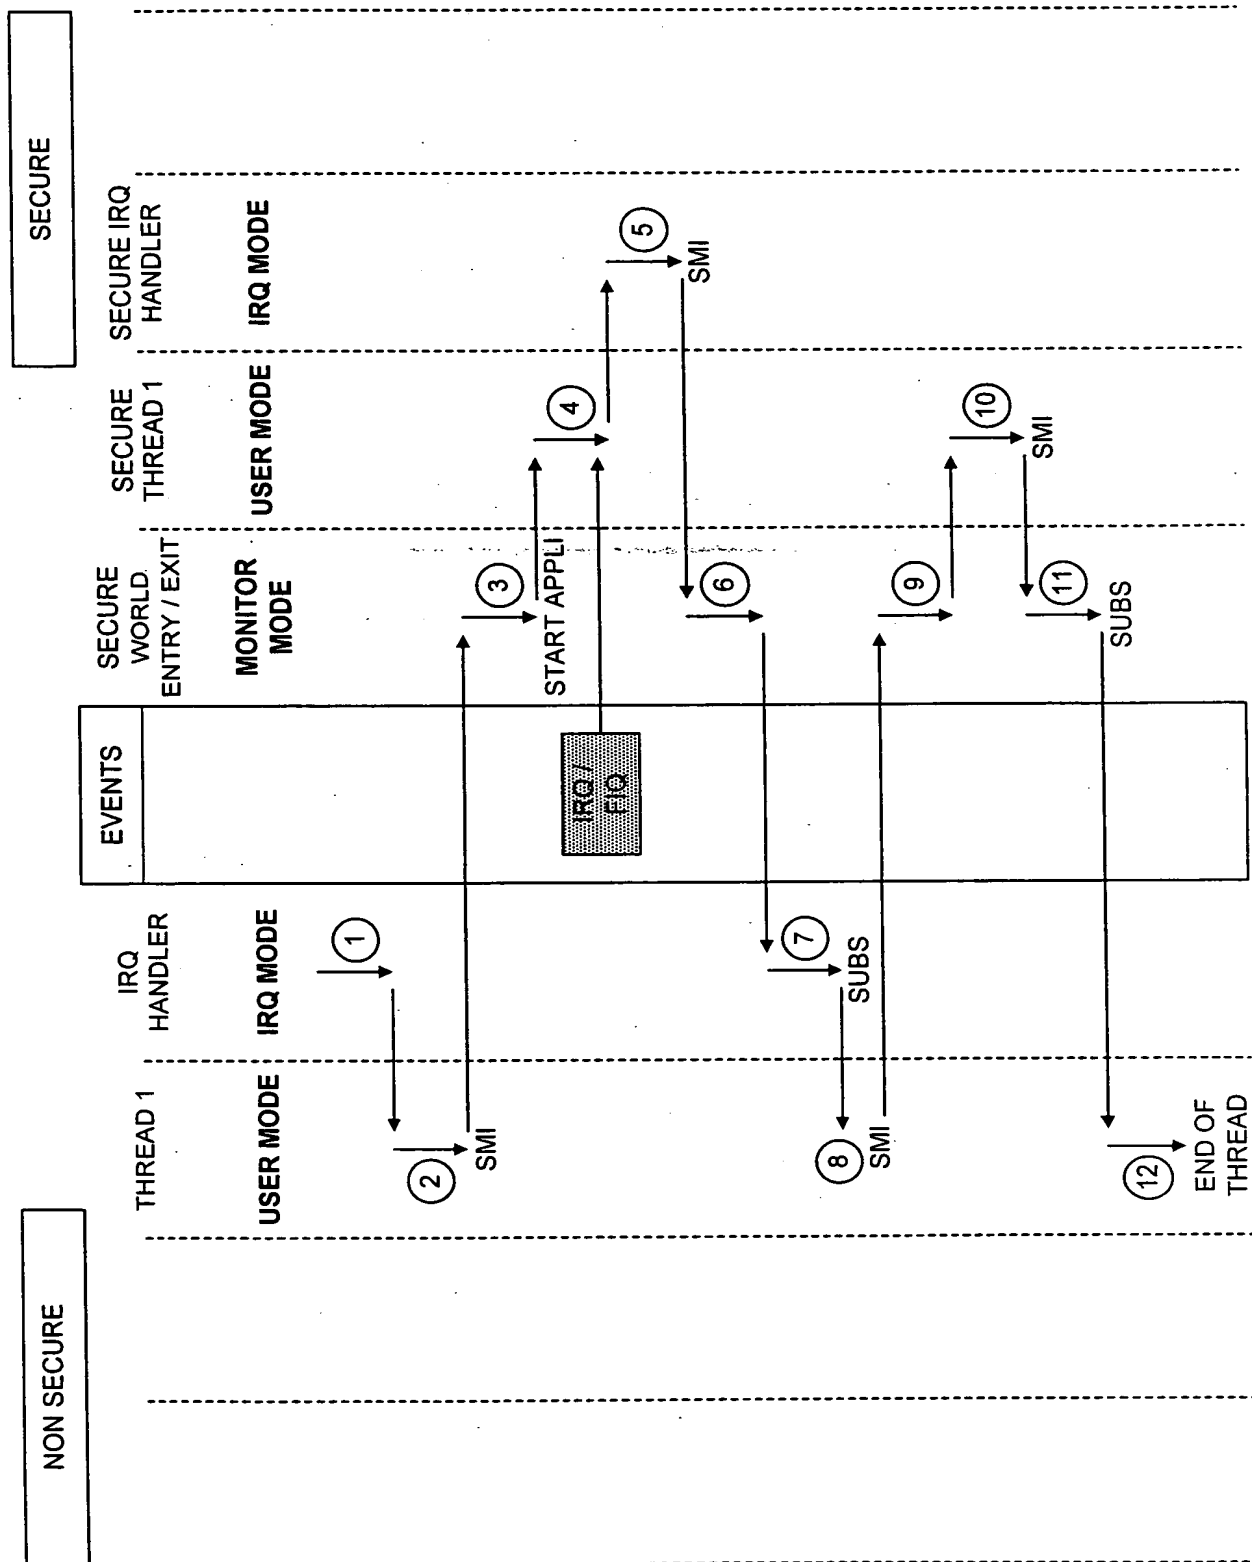 NON SECURE
SECURE
THREAD 1
USER MODE
IRQ
HANDLER
IRQ MODE
EVENTS
SECURE
WORLD
ENTRY / EXIT
MONITOR
MODE
SECURE
THREAD 1
USER MODE
SECURE IRQ
HANDLER
IRQ MODE
1
2
SMI
3
START APPLI
4
IRQ /
FIQ
5
SMI
6
7
SUBS
8
SMI
9
10
SMI
11
SUBS
12
END OF
THREAD